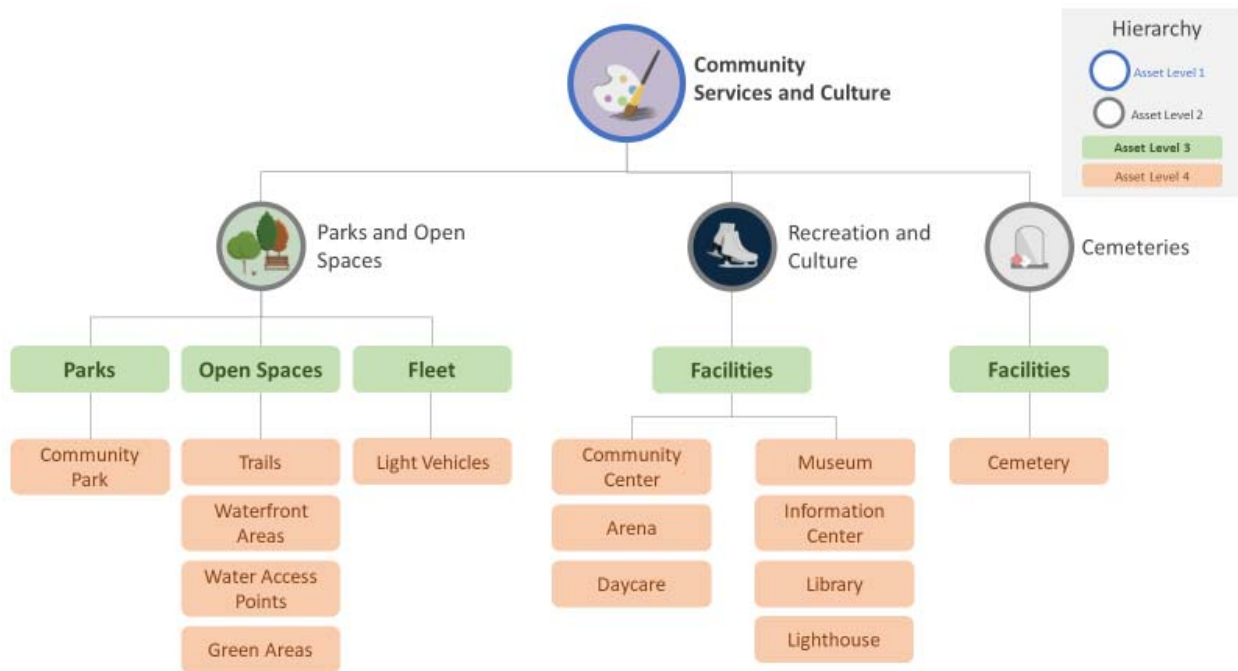 Hierarchy
Asset Level 1
Asset Level 2
Asset Level 3
Asset Level 4
Community
Services and Culture
Parks and Open
Spaces
Recreation and
Culture
Cemeteries
Parks
Open Spaces
Fleet
Facilities
Facilities
Community
Park
Trails
Waterfront
Areas
Water Access
Points
Green Areas
Light Vehicles
Community
Center
Arena
Daycare
Museum
Information
Center
Library
Lighthouse
Cemetery